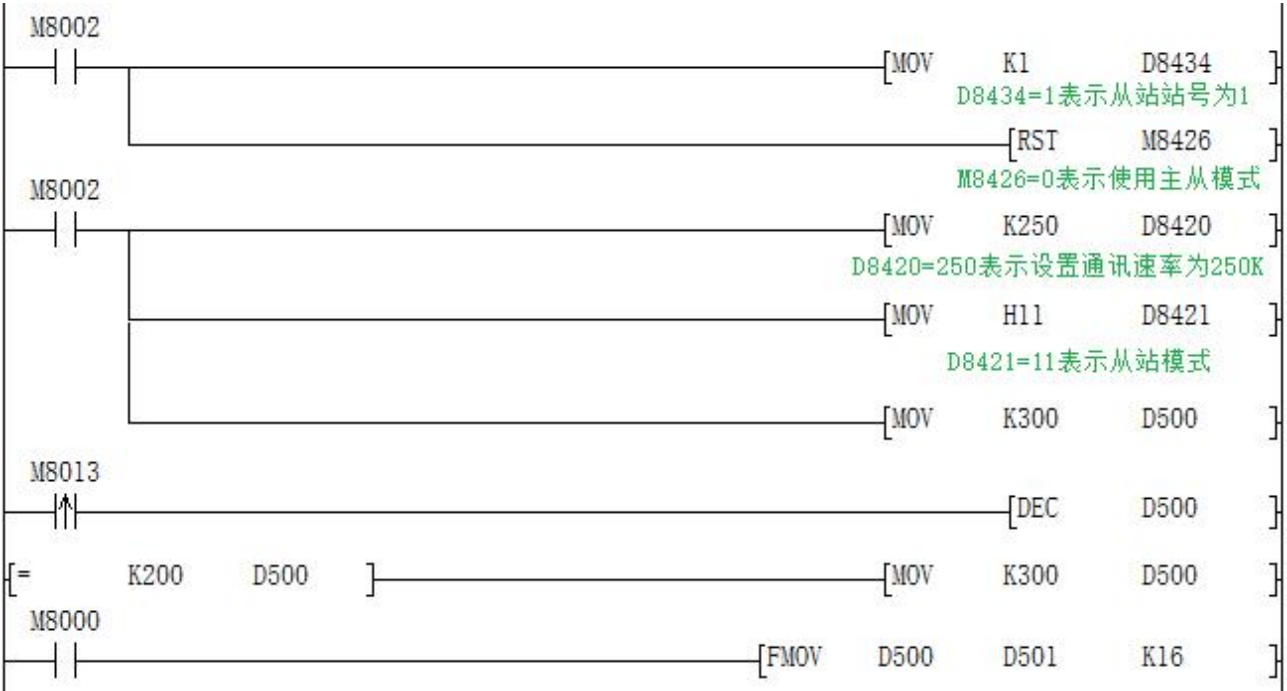 M8002
[MOV K1 D8434 ]
D8434=1表示从站站号为1
[RST M8426 ]
M8426=0表示使用主从模式
M8002
[MOV K250 D8420 ]
D8420=250表示设置通讯速率为250K
[MOV H11 D8421 ]
D8421=11表示从站模式
[MOV K300 D500 ]
M8013
[DEC D500 ]
[= K200 D500 ] [MOV K300 D500 ]
M8000
[FMOV D500 D501 K16 ]